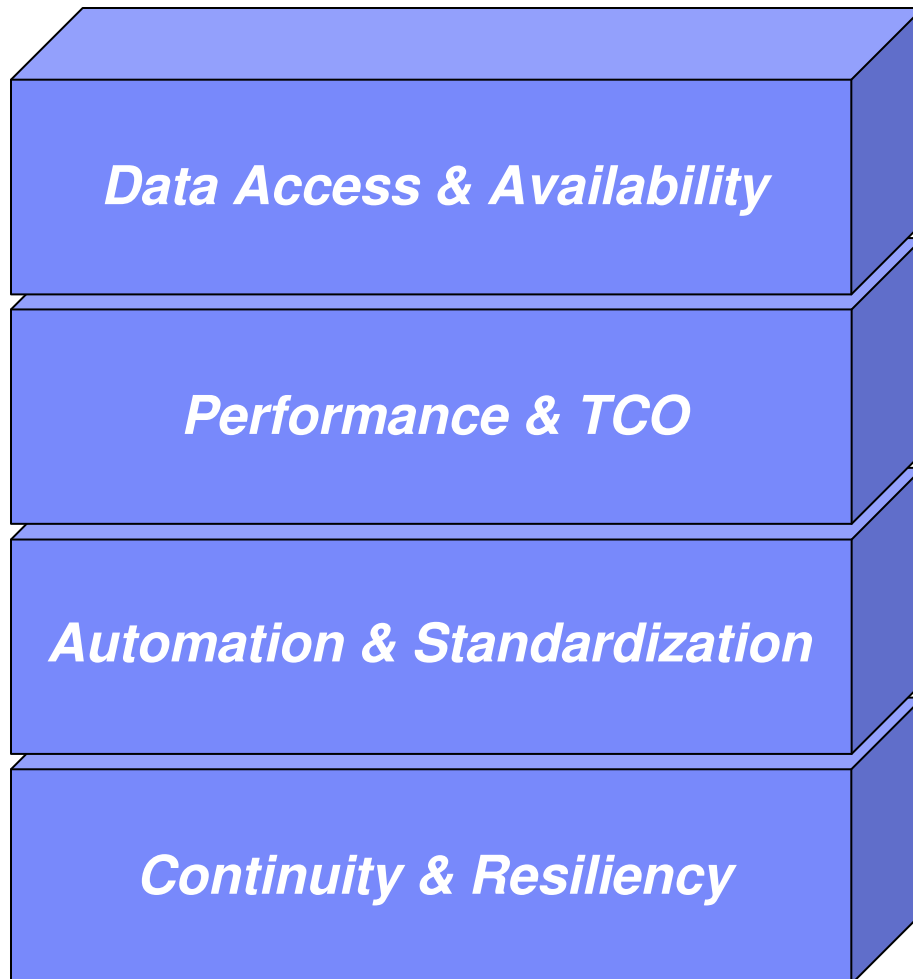 Data Access & Availability
Performance & TCO
Automation & Standardization
Continuity & Resiliency